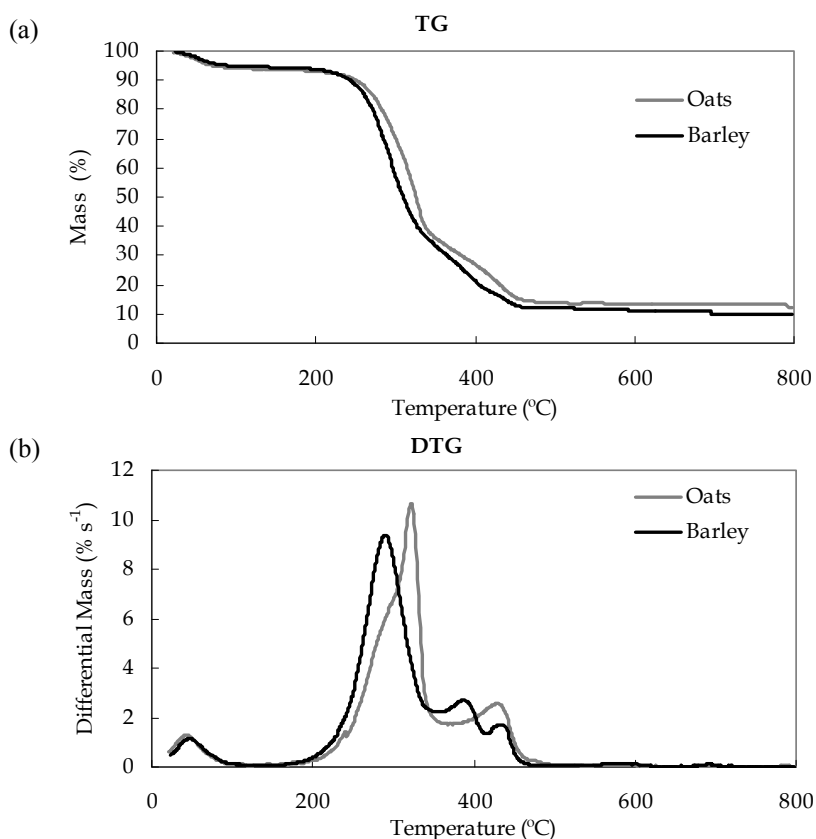 (a)
TG
100
90
80
70
60
50
40
30
20
10
0
Mass (%)
Oats
Barley
0 200 400 600 800
Temperature (ºC)
(b)
DTG
12
10
8
6
4
2
0
Differential Mass (% s-1)
Oats
Barley
0 200 400 600 800
Temperature (ºC)